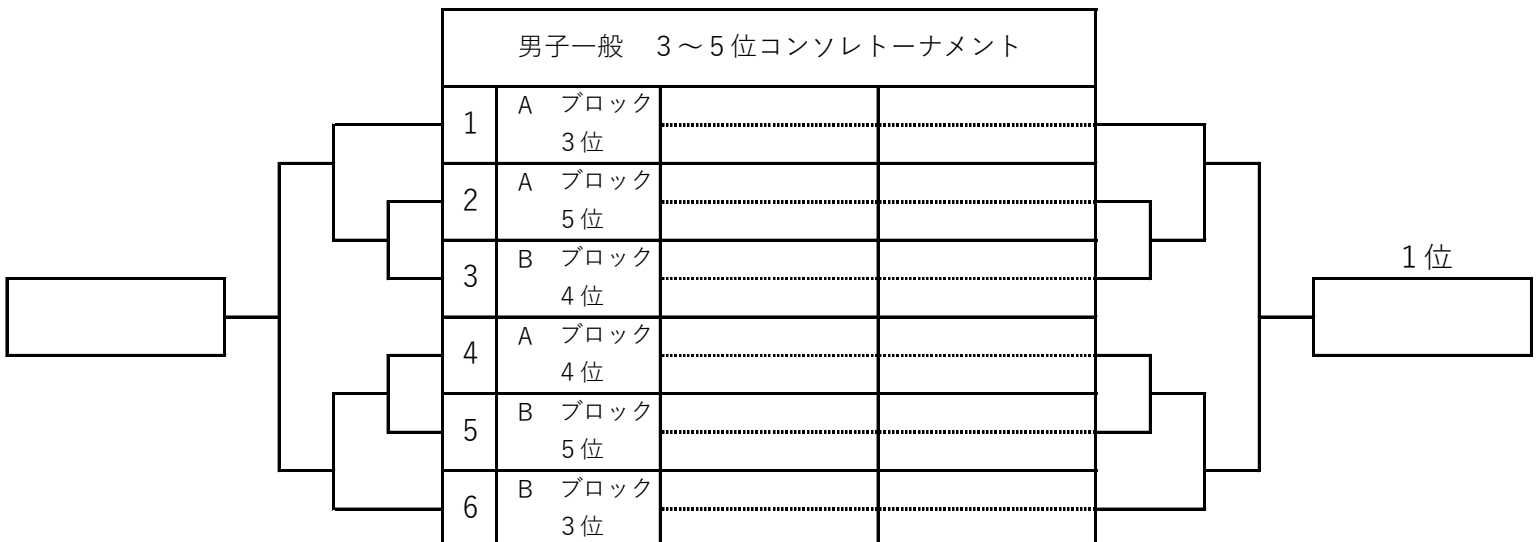 男子一般　３～５位コンソレトーナメント
1
A　ブロック
3位
2
A　ブロック
5位
3
B　ブロック
4位
4
A　ブロック
4位
5
B　ブロック
5位
6
B　ブロック
3位
1位